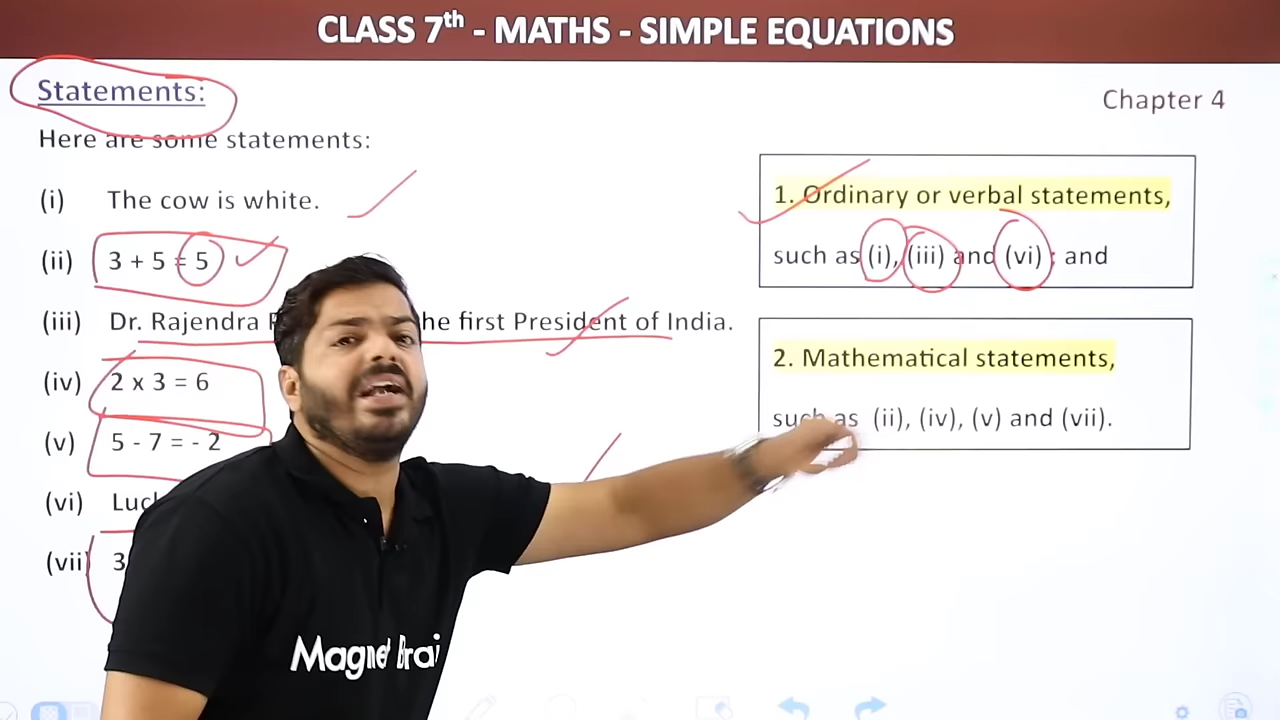 CLASS 7th - MATHS - SIMPLE EQUATIONS
Statements:
Chapter 4
Here are some statements:
(i) The cow is white.
(ii) 3 + 5 = 5
(iii) Dr. Rajendra he first President of India.
(iv) 2 x 3 = 6
(v) 5 - 7 = - 2
(vi)
(vii) 3
1. Ordinary or verbal statements,
such as (i), (iii) and (vi) ; and
2. Mathematical statements,
such as (ii), (iv), (v) and (vii).
Magnet Brai